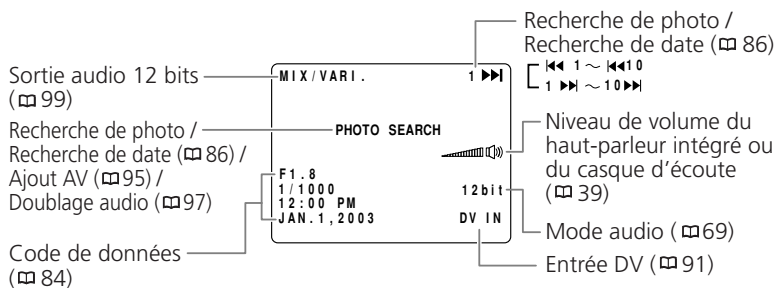 Recherche de photo /
Recherche de date (📖 86)
⏮ 1 ~ ⏮10
1 ⏭ ~ 10⏭
Sortie audio 12 bits
(📖 99)
MIX/VARI.
1 ⏭
Recherche de photo /
Recherche de date (📖 86) /
Ajout AV (📖 95) /
Doublage audio (📖 97)
PHOTO SEARCH
Niveau de volume du
haut-parleur intégré ou
du casque d'écoute
(📖 39)
F1.8
1/1000
12:00 PM
JAN.1,2003
12bit
DV IN
Mode audio (📖 69)
Code de données
(📖 84)
Entrée DV (📖 91)